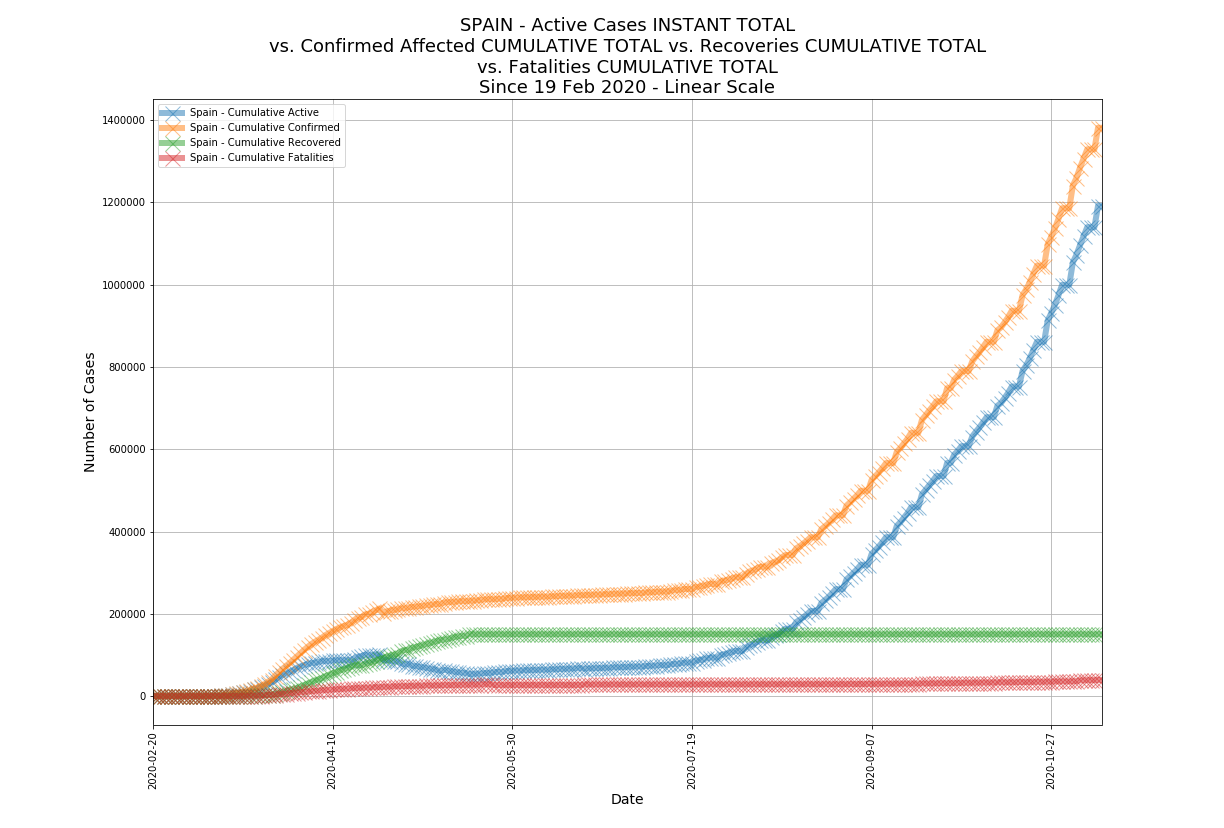 SPAIN - Active Cases INSTANT TOTAL
vs. Confirmed Affected CUMULATIVE TOTAL vs. Recoveries CUMULATIVE TOTAL
vs. Fatalities CUMULATIVE TOTAL
Since 19 Feb 2020 - Linear Scale
Spain - Cumulative Active
Spain - Cumulative Confirmed
Spain - Cumulative Recovered
Spain - Cumulative Fatalities
1400000
1200000
1000000
800000
600000
400000
200000
0
Number of Cases
2020-02-20
2020-04-10
2020-05-30
2020-07-19
2020-09-07
2020-10-27
Date